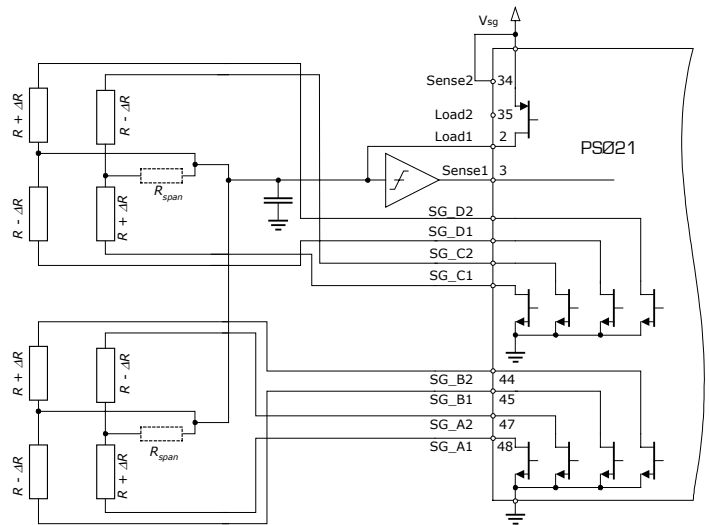 Vsg
Sense2 34
Load2 35
Load1 2
PS021
Sense1 3
R + ΔR
R - ΔR
Rspan
R - ΔR
R + ΔR
SG_D2
SG_D1
SG_C2
SG_C1
R + ΔR
R - ΔR
Rspan
R - ΔR
R + ΔR
SG_B2 44
SG_B1 45
SG_A2 47
SG_A1 48